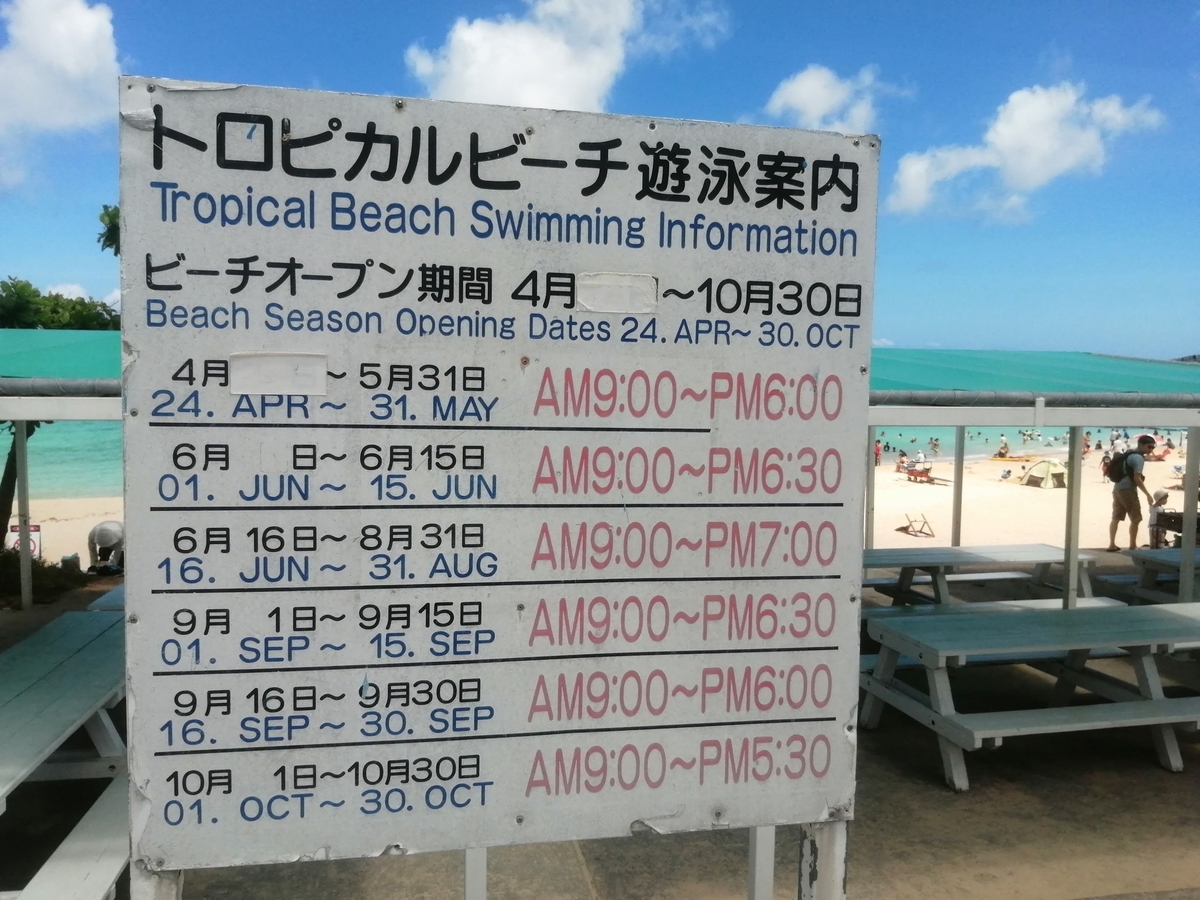 トロピカルビーチ遊泳案内
Tropical Beach Swimming Information
ビーチオープン期間 4月 ～10月30日
Beach Season Opening Dates 24. APR~ 30. OCT
4月 ～ 5月31日 AM9:00~PM6:00
24. APR~ 31. MAY
6月 日～ 6月15日 AM9:00~PM6:30
01. JUN~ 15. JUN
6月 16日～ 8月31日 AM9:00~PM7:00
16. JUN~ 31. AUG
9月 1日～ 9月15日 AM9:00~PM6:30
01. SEP~ 15. SEP
9月 16日～ 9月30日 AM9:00~PM6:00
16. SEP~ 30. SEP
10月 1日～10月30日 AM9:00~PM5:30
01. OCT~ 30. OCT